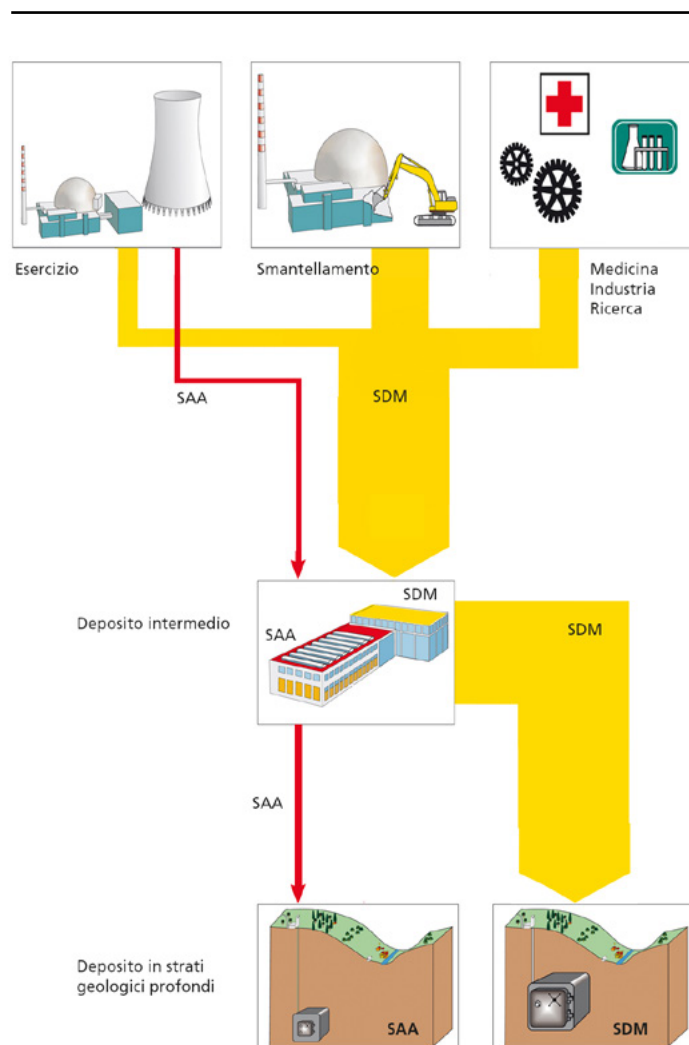 Esercizio
Smantellamento
Medicina
Industria
Ricerca
SAA
SDM
Deposito intermedio
SDM
SAA
SDM
SAA
Deposito in strati
geologici profondi
SAA
SDM